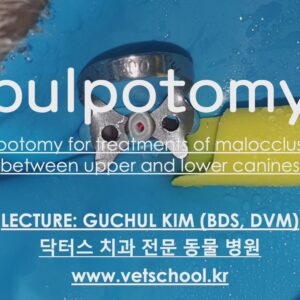 pulpotomy
potomy for treatments of malocclus
between upper and lower canines
LECTURE: GUCHUL KIM (BDS, DVM)
닥터스 치과 전문 동물 병원
www.vetschool.kr